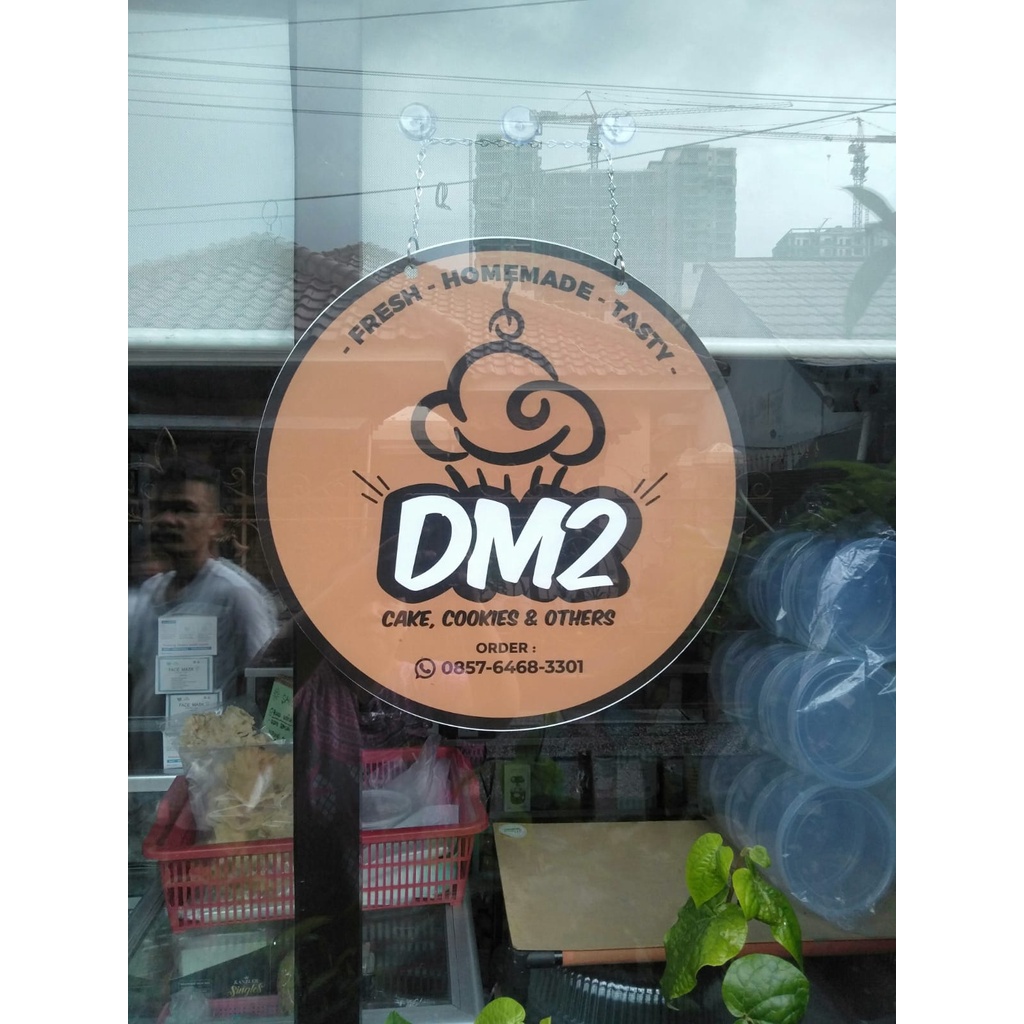 - FRESH - HOMEMADE - TASTY -
DM2
CAKE, COOKIES & OTHERS
ORDER :
0857-6468-3301